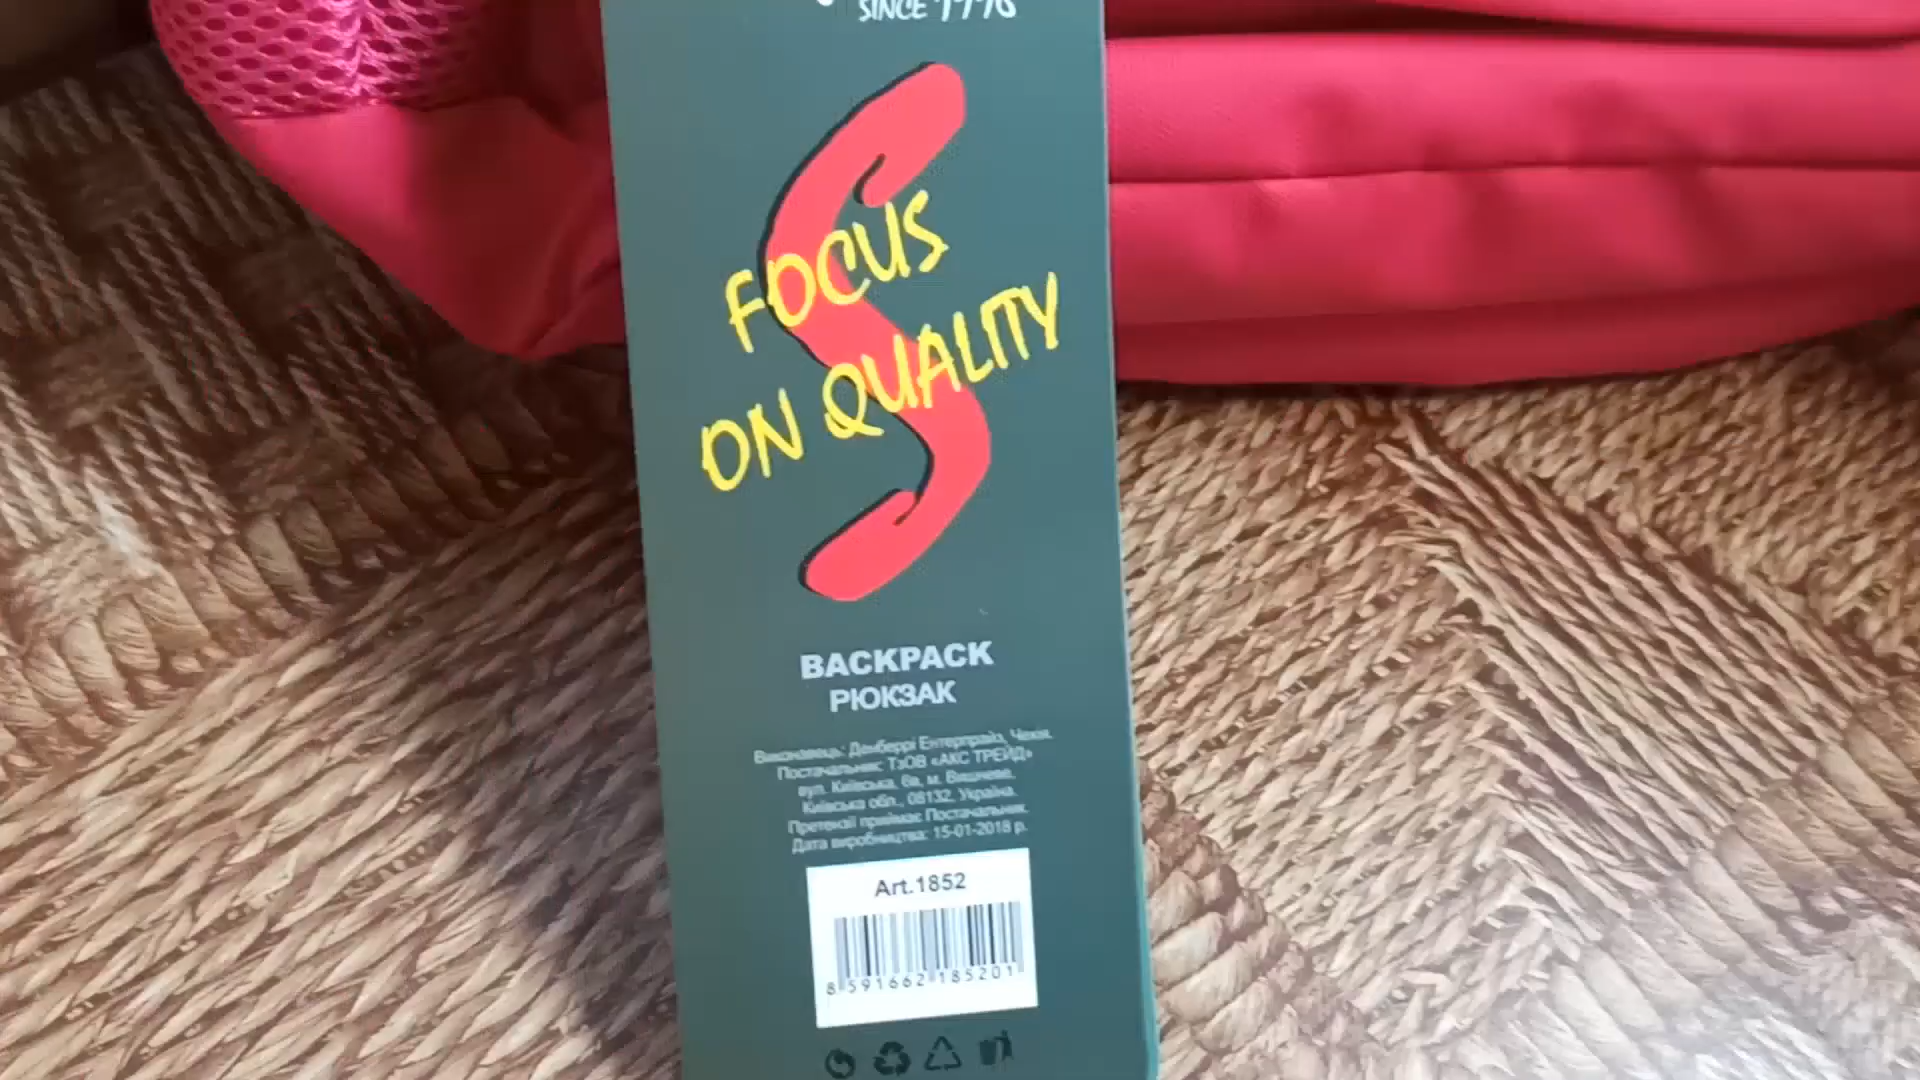 SINCE 1996
FOCUS
ON QUALITY
BACKPACK
РЮКЗАК
Виконавець: Денберрі Ентерпрайз, Чехія.
Постачальник: ТзОВ «АКС ТРЕЙД»
вул. Київська, 6в, м. Вишневе,
Київська обл., 08132, Україна.
Претензії приймає Постачальник.
Дата виробництва: 15-01-2018 р.
Art.1852
8 591662 185201